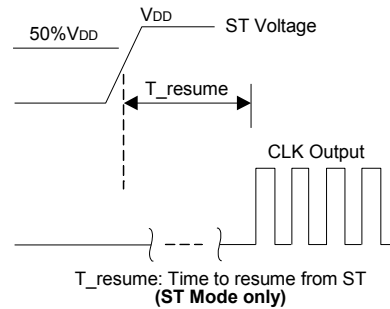 VDD
50%VDD
ST Voltage
T_resume
CLK Output
T_resume: Time to resume from ST
(ST Mode only)